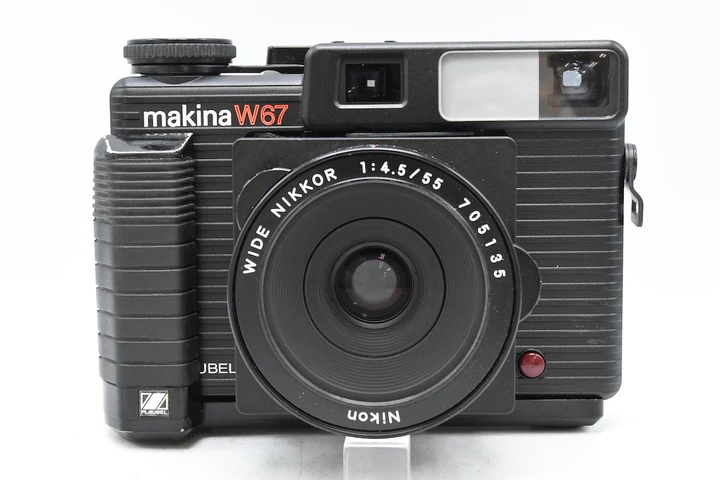 makina W67
WIDE NIKKOR 1:4.5/55 705135
UBEL
PLAUBEL
Nikon